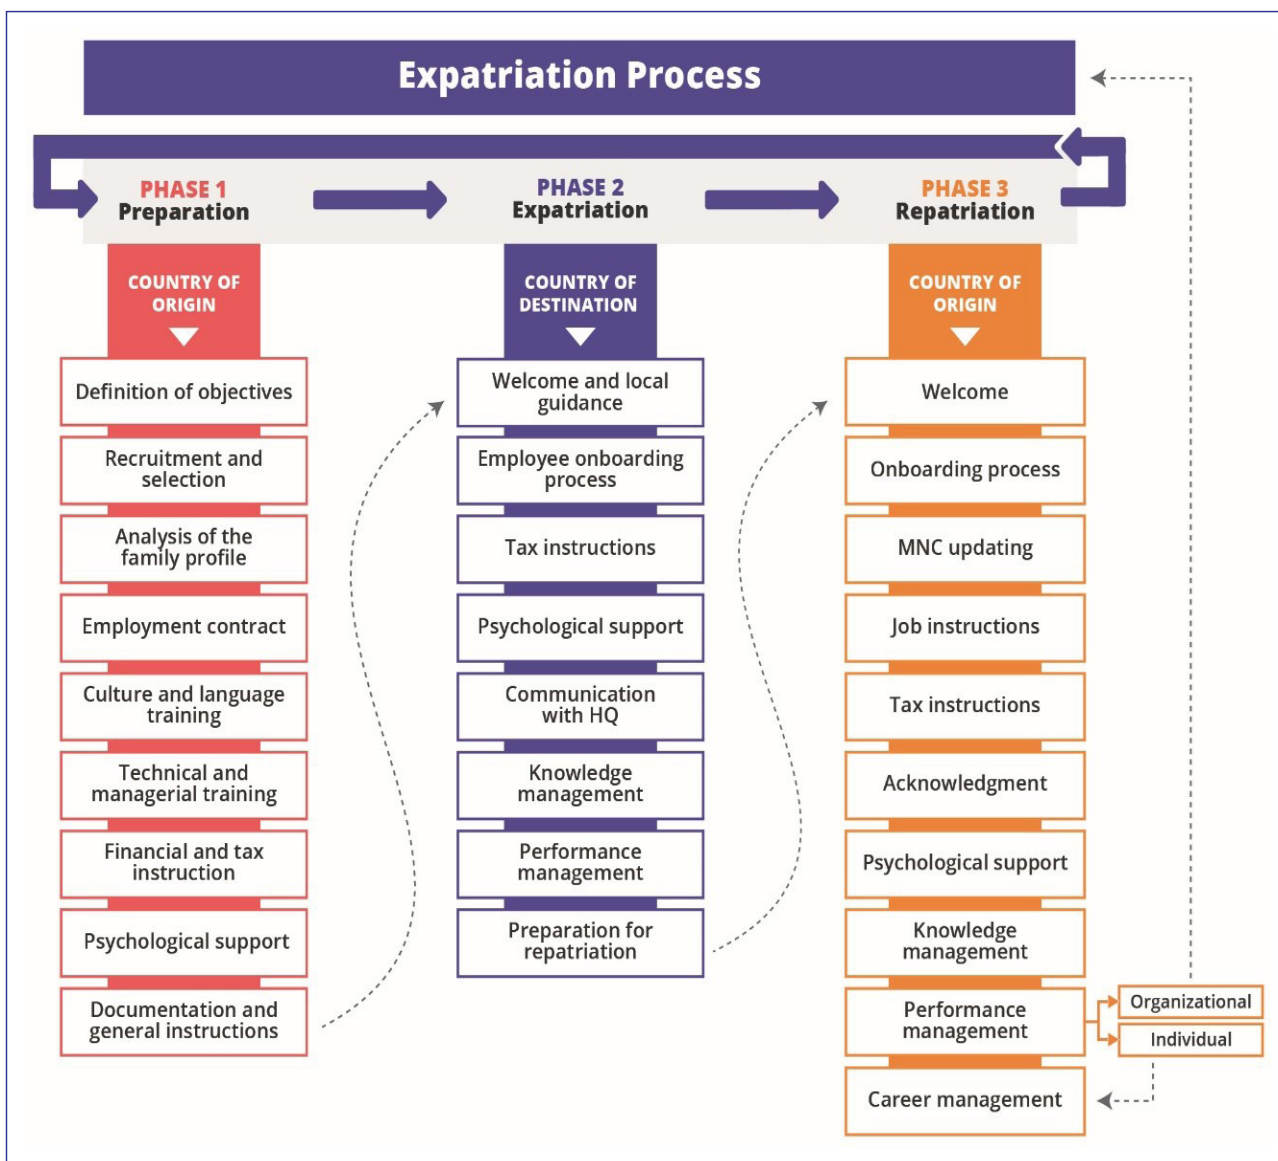 Expatriation Process
PHASE 1
Preparation
PHASE 2
Expatriation
PHASE 3
Repatriation
COUNTRY OF
ORIGIN
Definition of objectives
Recruitment and
selection
Analysis of the
family profile
Employment contract
Culture and language
training
Technical and
managerial training
Financial and tax
instruction
Psychological support
Documentation and
general instructions
COUNTRY OF
DESTINATION
Welcome and local
guidance
Employee onboarding
process
Tax instructions
Psychological support
Communication
with HQ
Knowledge
management
Performance
management
Preparation for
repatriation
COUNTRY OF
ORIGIN
Welcome
Onboarding process
MNC updating
Job instructions
Tax instructions
Acknowledgment
Psychological support
Knowledge
management
Performance
management
Organizational
Individual
Career management